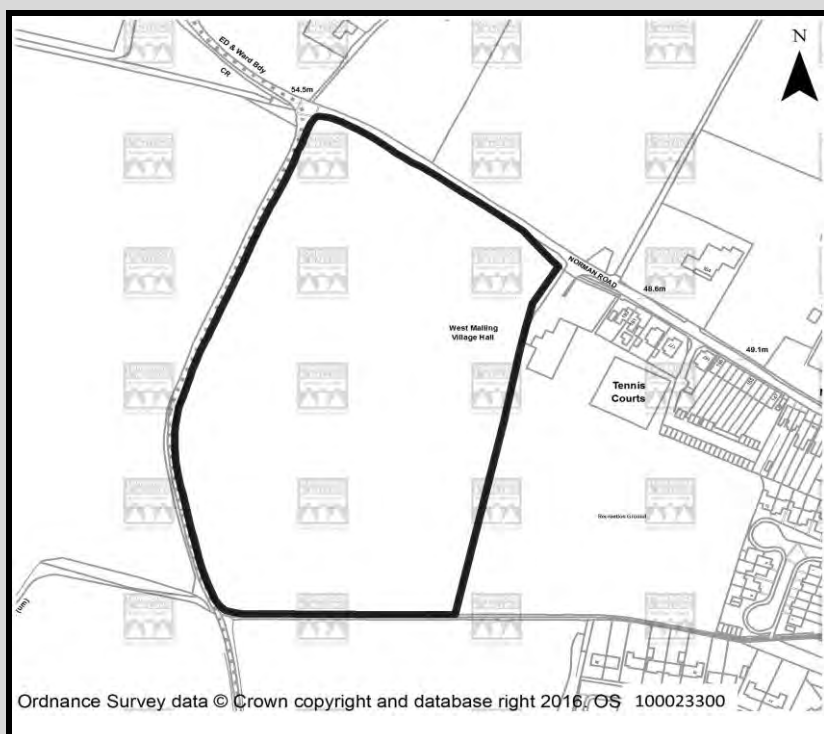 N
ED & Ward Bdy
CR
54.5m
NORMAN ROAD
48.6m
West Malling
Village Hall
49.1m
Tennis
Courts
Recreation Ground
(um)
Ordnance Survey data © Crown copyright and database right 2016. OS 100023300